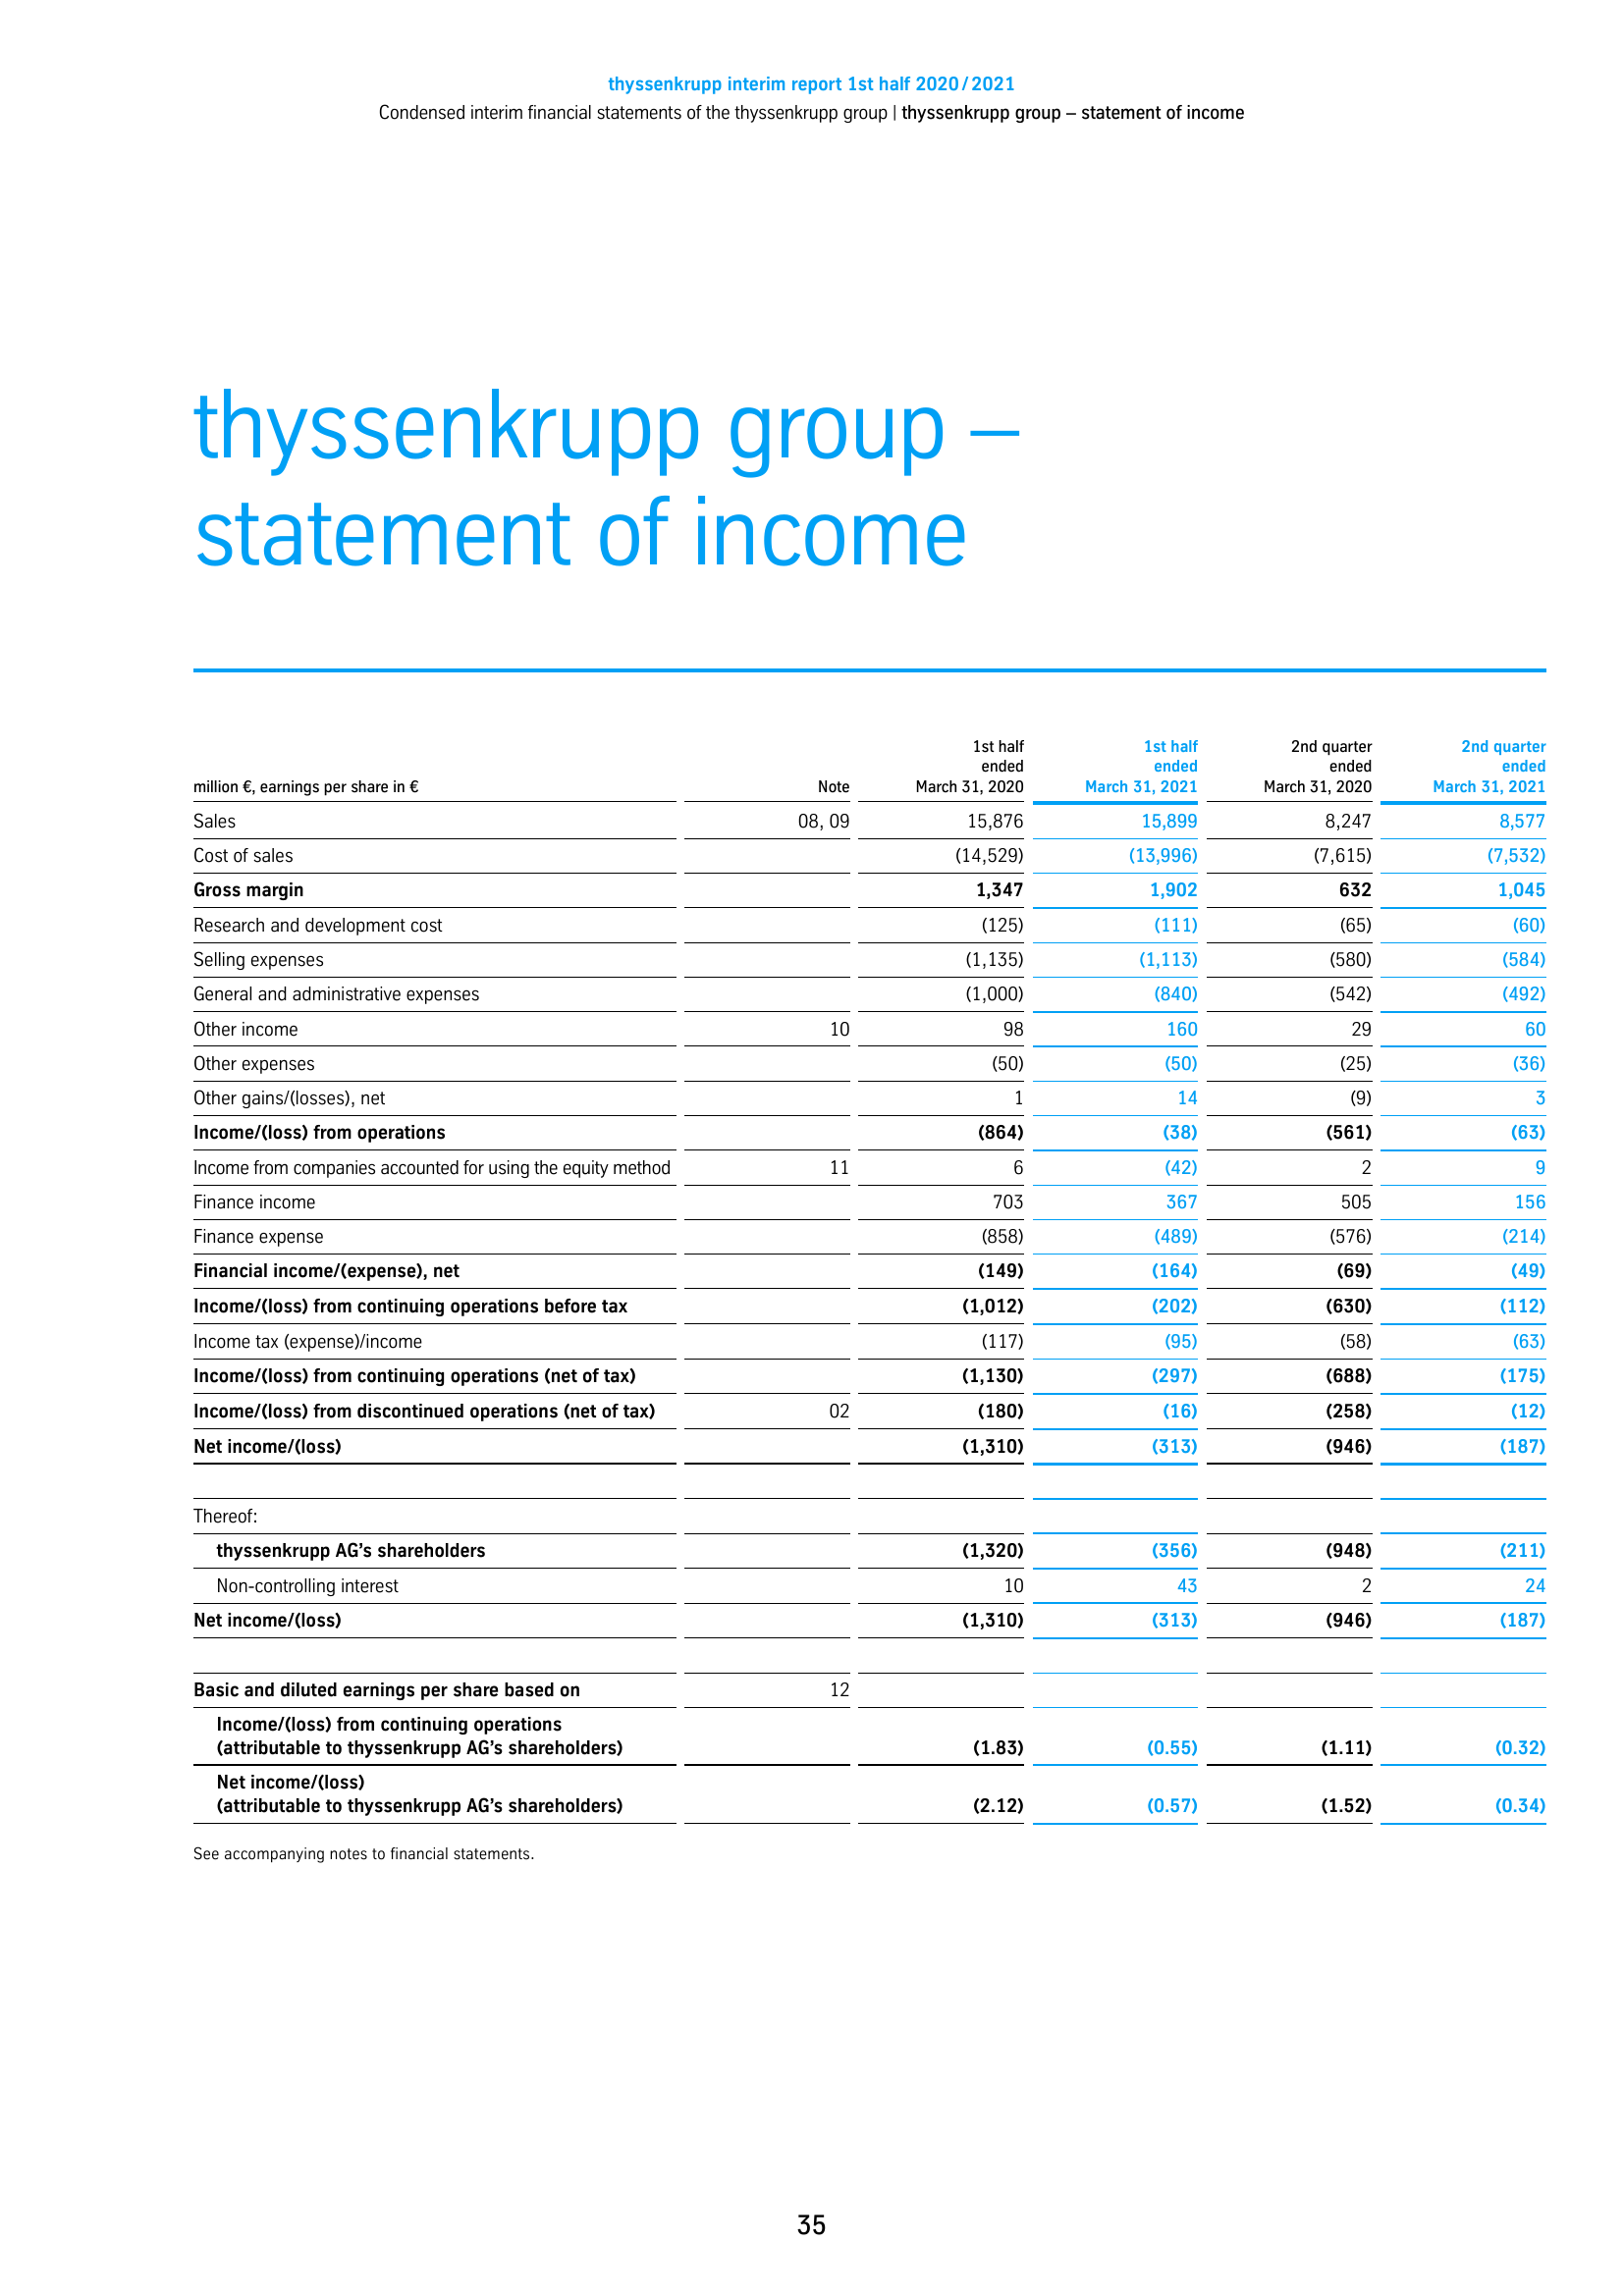 thyssenkrupp interim report 1st half 2020 / 2021
Condensed interim financial statements of the thyssenkrupp group | thyssenkrupp group – statement of income
thyssenkrupp group –
statement of income
million €, earnings per share in € Note 1st half ended March 31, 2020 1st half ended March 31, 2021 2nd quarter ended March 31, 2020 2nd quarter ended March 31, 2021
Sales 08, 09 15,876 15,899 8,247 8,577
Cost of sales (14,529) (13,996) (7,615) (7,532)
Gross margin 1,347 1,902 632 1,045
Research and development cost (125) (111) (65) (60)
Selling expenses (1,135) (1,113) (580) (584)
General and administrative expenses (1,000) (840) (542) (492)
Other income 10 98 160 29 60
Other expenses (50) (50) (25) (36)
Other gains/(losses), net 1 14 (9) 3
Income/(loss) from operations (864) (38) (561) (63)
Income from companies accounted for using the equity method 11 6 (42) 2 9
Finance income 703 367 505 156
Finance expense (858) (489) (576) (214)
Financial income/(expense), net (149) (164) (69) (49)
Income/(loss) from continuing operations before tax (1,012) (202) (630) (112)
Income tax (expense)/income (117) (95) (58) (63)
Income/(loss) from continuing operations (net of tax) (1,130) (297) (688) (175)
Income/(loss) from discontinued operations (net of tax) 02 (180) (16) (258) (12)
Net income/(loss) (1,310) (313) (946) (187)
Thereof:
thyssenkrupp AG's shareholders (1,320) (356) (948) (211)
Non-controlling interest 10 43 2 24
Net income/(loss) (1,310) (313) (946) (187)
Basic and diluted earnings per share based on 12
Income/(loss) from continuing operations
(attributable to thyssenkrupp AG's shareholders) (1.83) (0.55) (1.11) (0.32)
Net income/(loss)
(attributable to thyssenkrupp AG's shareholders) (2.12) (0.57) (1.52) (0.34)
See accompanying notes to financial statements.
35